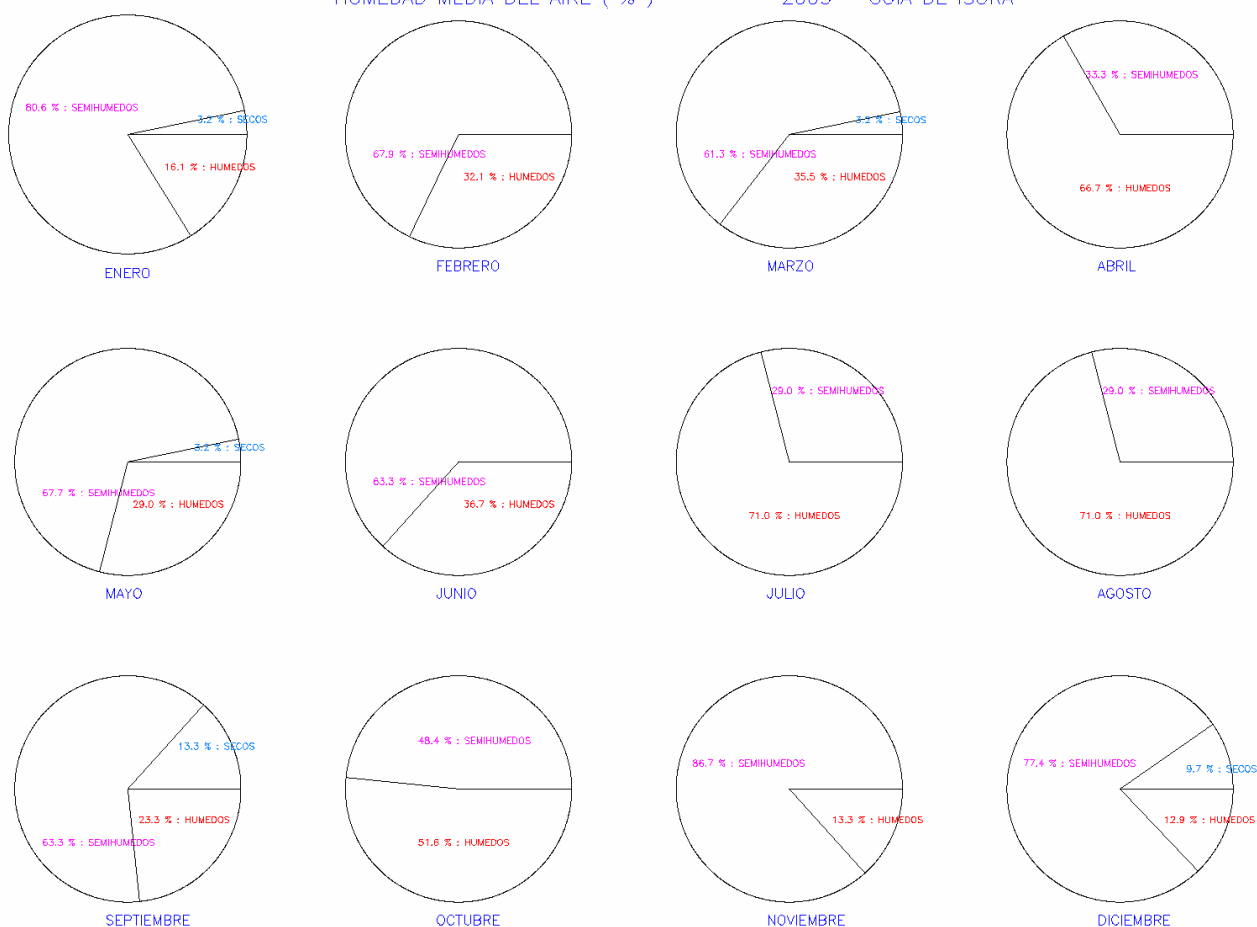 HUMEDAD MEDIA DEL AIRE ( % ) 2005 GUIA DE ISORA
80.6 % : SEMIHUMEDOS
3.2 % : SECOS
16.1 % : HUMEDOS
ENERO
67.9 % : SEMIHUMEDOS
32.1 % : HUMEDOS
FEBRERO
3.2 % : SECOS
61.3 % : SEMIHUMEDOS
35.5 % : HUMEDOS
MARZO
33.3 % : SEMIHUMEDOS
66.7 % : HUMEDOS
ABRIL
3.2 % : SECOS
67.7 % : SEMIHUMEDOS
29.0 % : HUMEDOS
MAYO
63.3 % : SEMIHUMEDOS
36.7 % : HUMEDOS
JUNIO
29.0 % : SEMIHUMEDOS
71.0 % : HUMEDOS
JULIO
29.0 % : SEMIHUMEDOS
71.0 % : HUMEDOS
AGOSTO
13.3 % : SECOS
23.3 % : HUMEDOS
63.3 % : SEMIHUMEDOS
SEPTIEMBRE
48.4 % : SEMIHUMEDOS
51.6 % : HUMEDOS
OCTUBRE
86.7 % : SEMIHUMEDOS
13.3 % : HUMEDOS
NOVIEMBRE
77.4 % : SEMIHUMEDOS
9.7 % : SECOS
12.9 % : HUMEDOS
DICIEMBRE